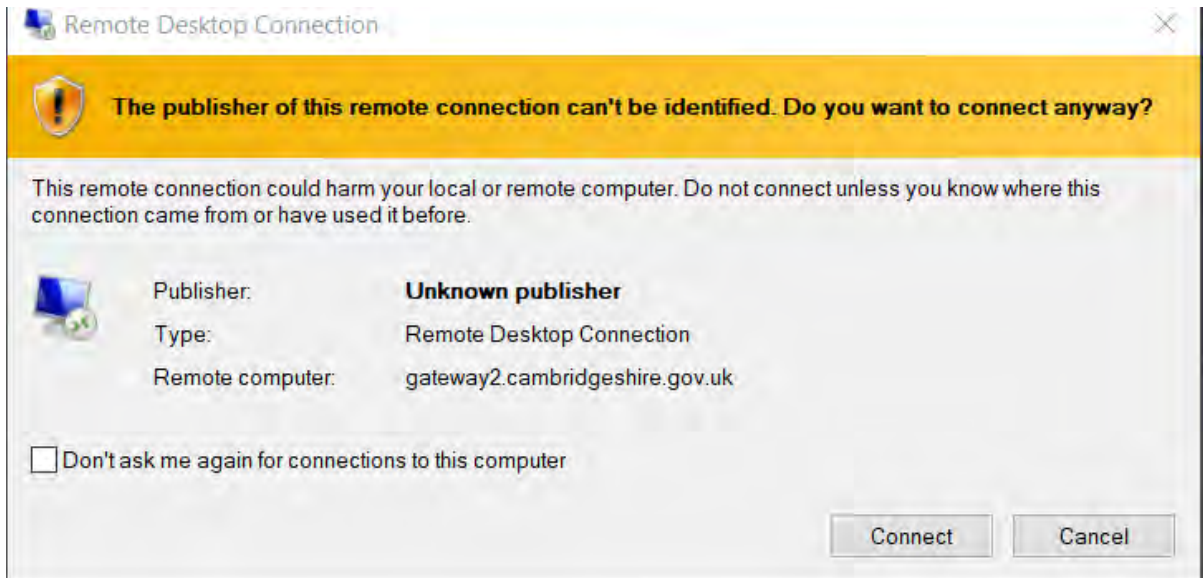 Remote Desktop Connection
The publisher of this remote connection can't be identified. Do you want to connect anyway?
This remote connection could harm your local or remote computer. Do not connect unless you know where this
connection came from or have used it before.
Publisher: Unknown publisher
Type: Remote Desktop Connection
Remote computer: gateway2.cambridgeshire.gov.uk
Don't ask me again for connections to this computer
Connect Cancel